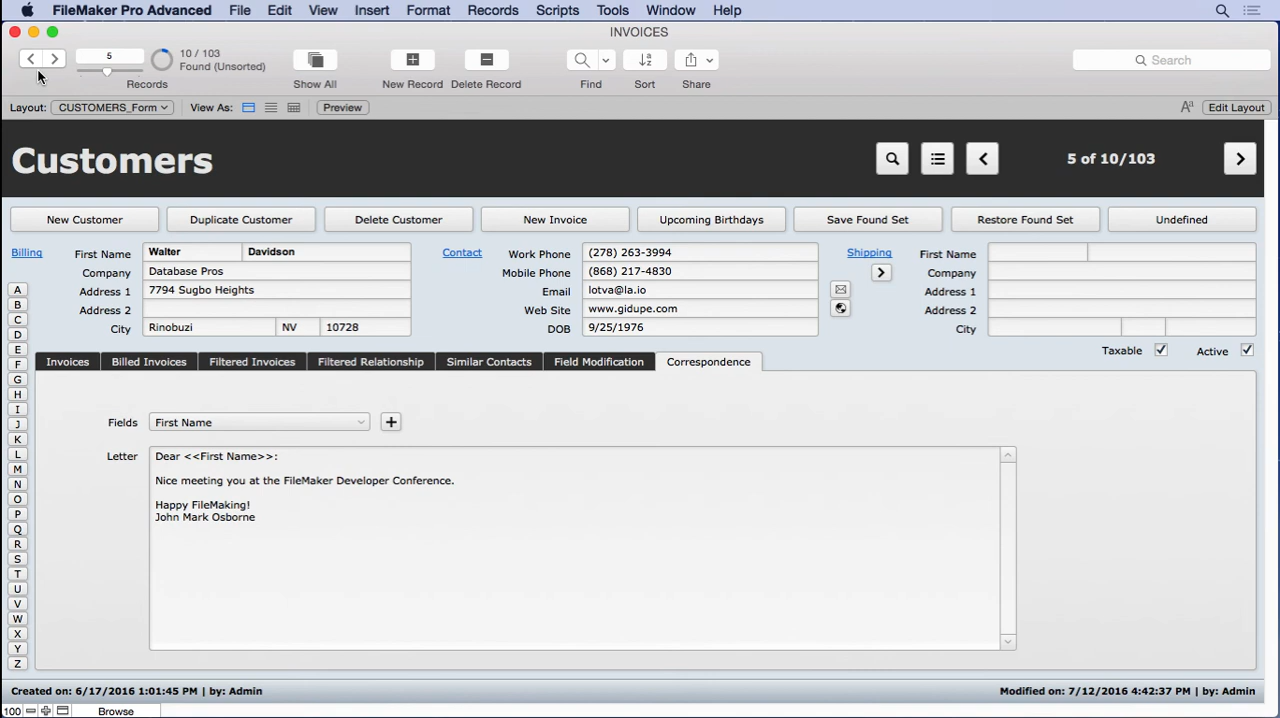 FileMaker Pro Advanced File Edit View Insert Format Records Scripts Tools Window Help
INVOICES
5
10 / 103
Found (Unsorted)
Search
Records Show All New Record Delete Record Find Sort Share
Layout: CUSTOMERS_Form View As: Preview Aa Edit Layout
Customers 5 of 10/103
New Customer Duplicate Customer Delete Customer New Invoice Upcoming Birthdays Save Found Set Restore Found Set Undefined
Billing First Name Walter Davidson Contact Work Phone (278) 263-3994 Shipping First Name
Company Database Pros Mobile Phone (868) 217-4830 Company
Address 1 7794 Sugbo Heights Email lotva@la.io Address 1
Address 2 Web Site www.gidupe.com Address 2
City Rinobuzi NV 10728 DOB 9/25/1976 City
Taxable Active
A
B
C
D
E
F
G
H
I
J
K
L
M
N
O
P
Q
R
S
T
U
V
W
X
Y
Z
Invoices Billed Invoices Filtered Invoices Filtered Relationship Similar Contacts Field Modification Correspondence
Fields First Name
Letter Dear <<First Name>>:
Nice meeting you at the FileMaker Developer Conference.
Happy FileMaking!
John Mark Osborne
Created on: 6/17/2016 1:01:45 PM | by: Admin Modified on: 7/12/2016 4:42:37 PM | by: Admin
100 Browse